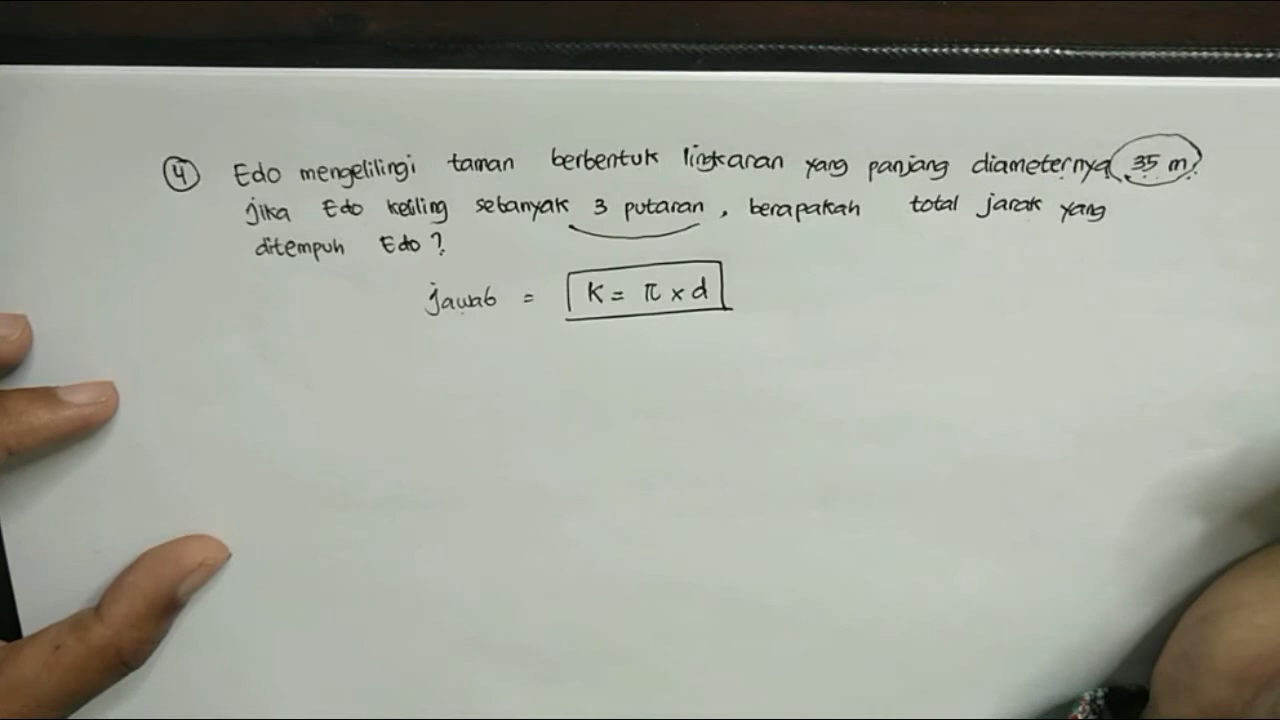 4 Edo mengelilingi taman berbentuk lingkaran yang panjang diameternya 35 m.
jika Edo keliling sebanyak 3 putaran, berapakah total jarak yang
ditempuh Edo?
jawab = K = π x d